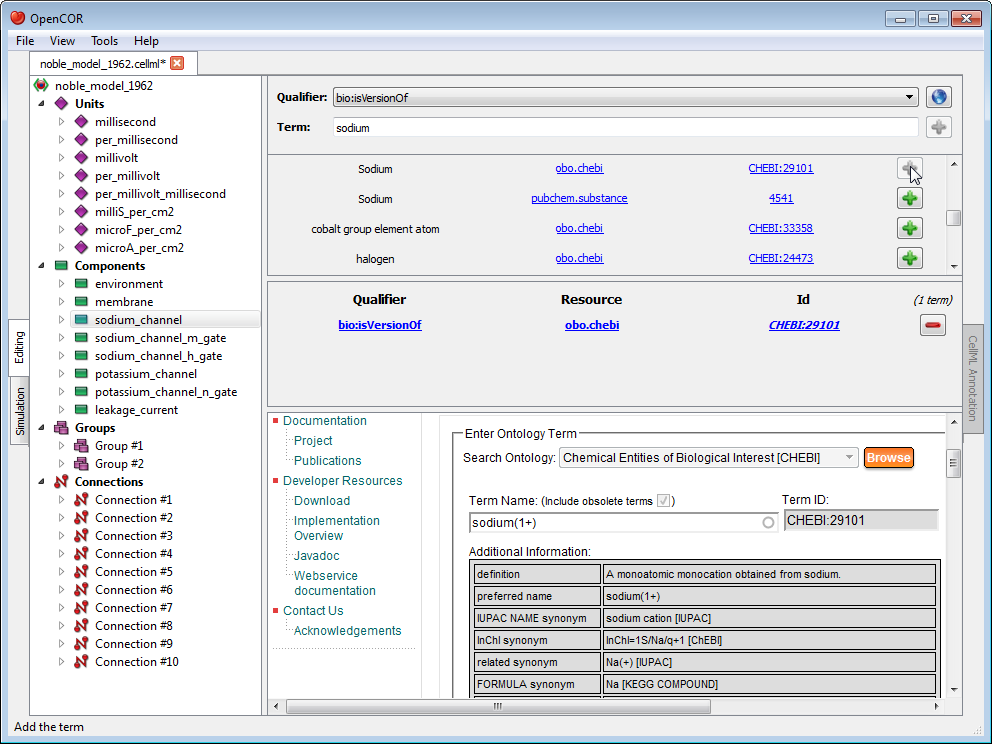 OpenCOR
File View Tools Help
noble_model_1962.cellml*
Editing
Simulation
noble_model_1962
Units
millisecond
per_millisecond
millivolt
per_millivolt
per_millivolt_millisecond
milliS_per_cm2
microF_per_cm2
microA_per_cm2
Components
environment
membrane
sodium_channel
sodium_channel_m_gate
sodium_channel_h_gate
potassium_channel
potassium_channel_n_gate
leakage_current
Groups
Group #1
Group #2
Connections
Connection #1
Connection #2
Connection #3
Connection #4
Connection #5
Connection #6
Connection #7
Connection #8
Connection #9
Connection #10
Qualifier: bio:isVersionOf
Term: sodium
Sodium obo.chebi CHEBI:29101
Sodium pubchem.substance 4541
cobalt group element atom obo.chebi CHEBI:33358
halogen obo.chebi CHEBI:24473
Qualifier Resource Id (1 term)
bio:isVersionOf obo.chebi CHEBI:29101
CellML Annotation
Documentation
Project
Publications
Developer Resources
Download
Implementation
Overview
Javadoc
Webservice
documentation
Contact Us
Acknowledgements
Enter Ontology Term
Search Ontology: Chemical Entities of Biological Interest [CHEBI] Browse
Term Name: (Include obsolete terms ) Term ID:
sodium(1+) CHEBI:29101
Additional Information:
definition A monoatomic monocation obtained from sodium.
preferred name sodium(1+)
IUPAC NAME synonym sodium cation [IUPAC]
InChI synonym InChI=1S/Na/q+1 [ChEBI]
related synonym Na(+) [IUPAC]
FORMULA synonym Na [KEGG COMPOUND]
Add the term